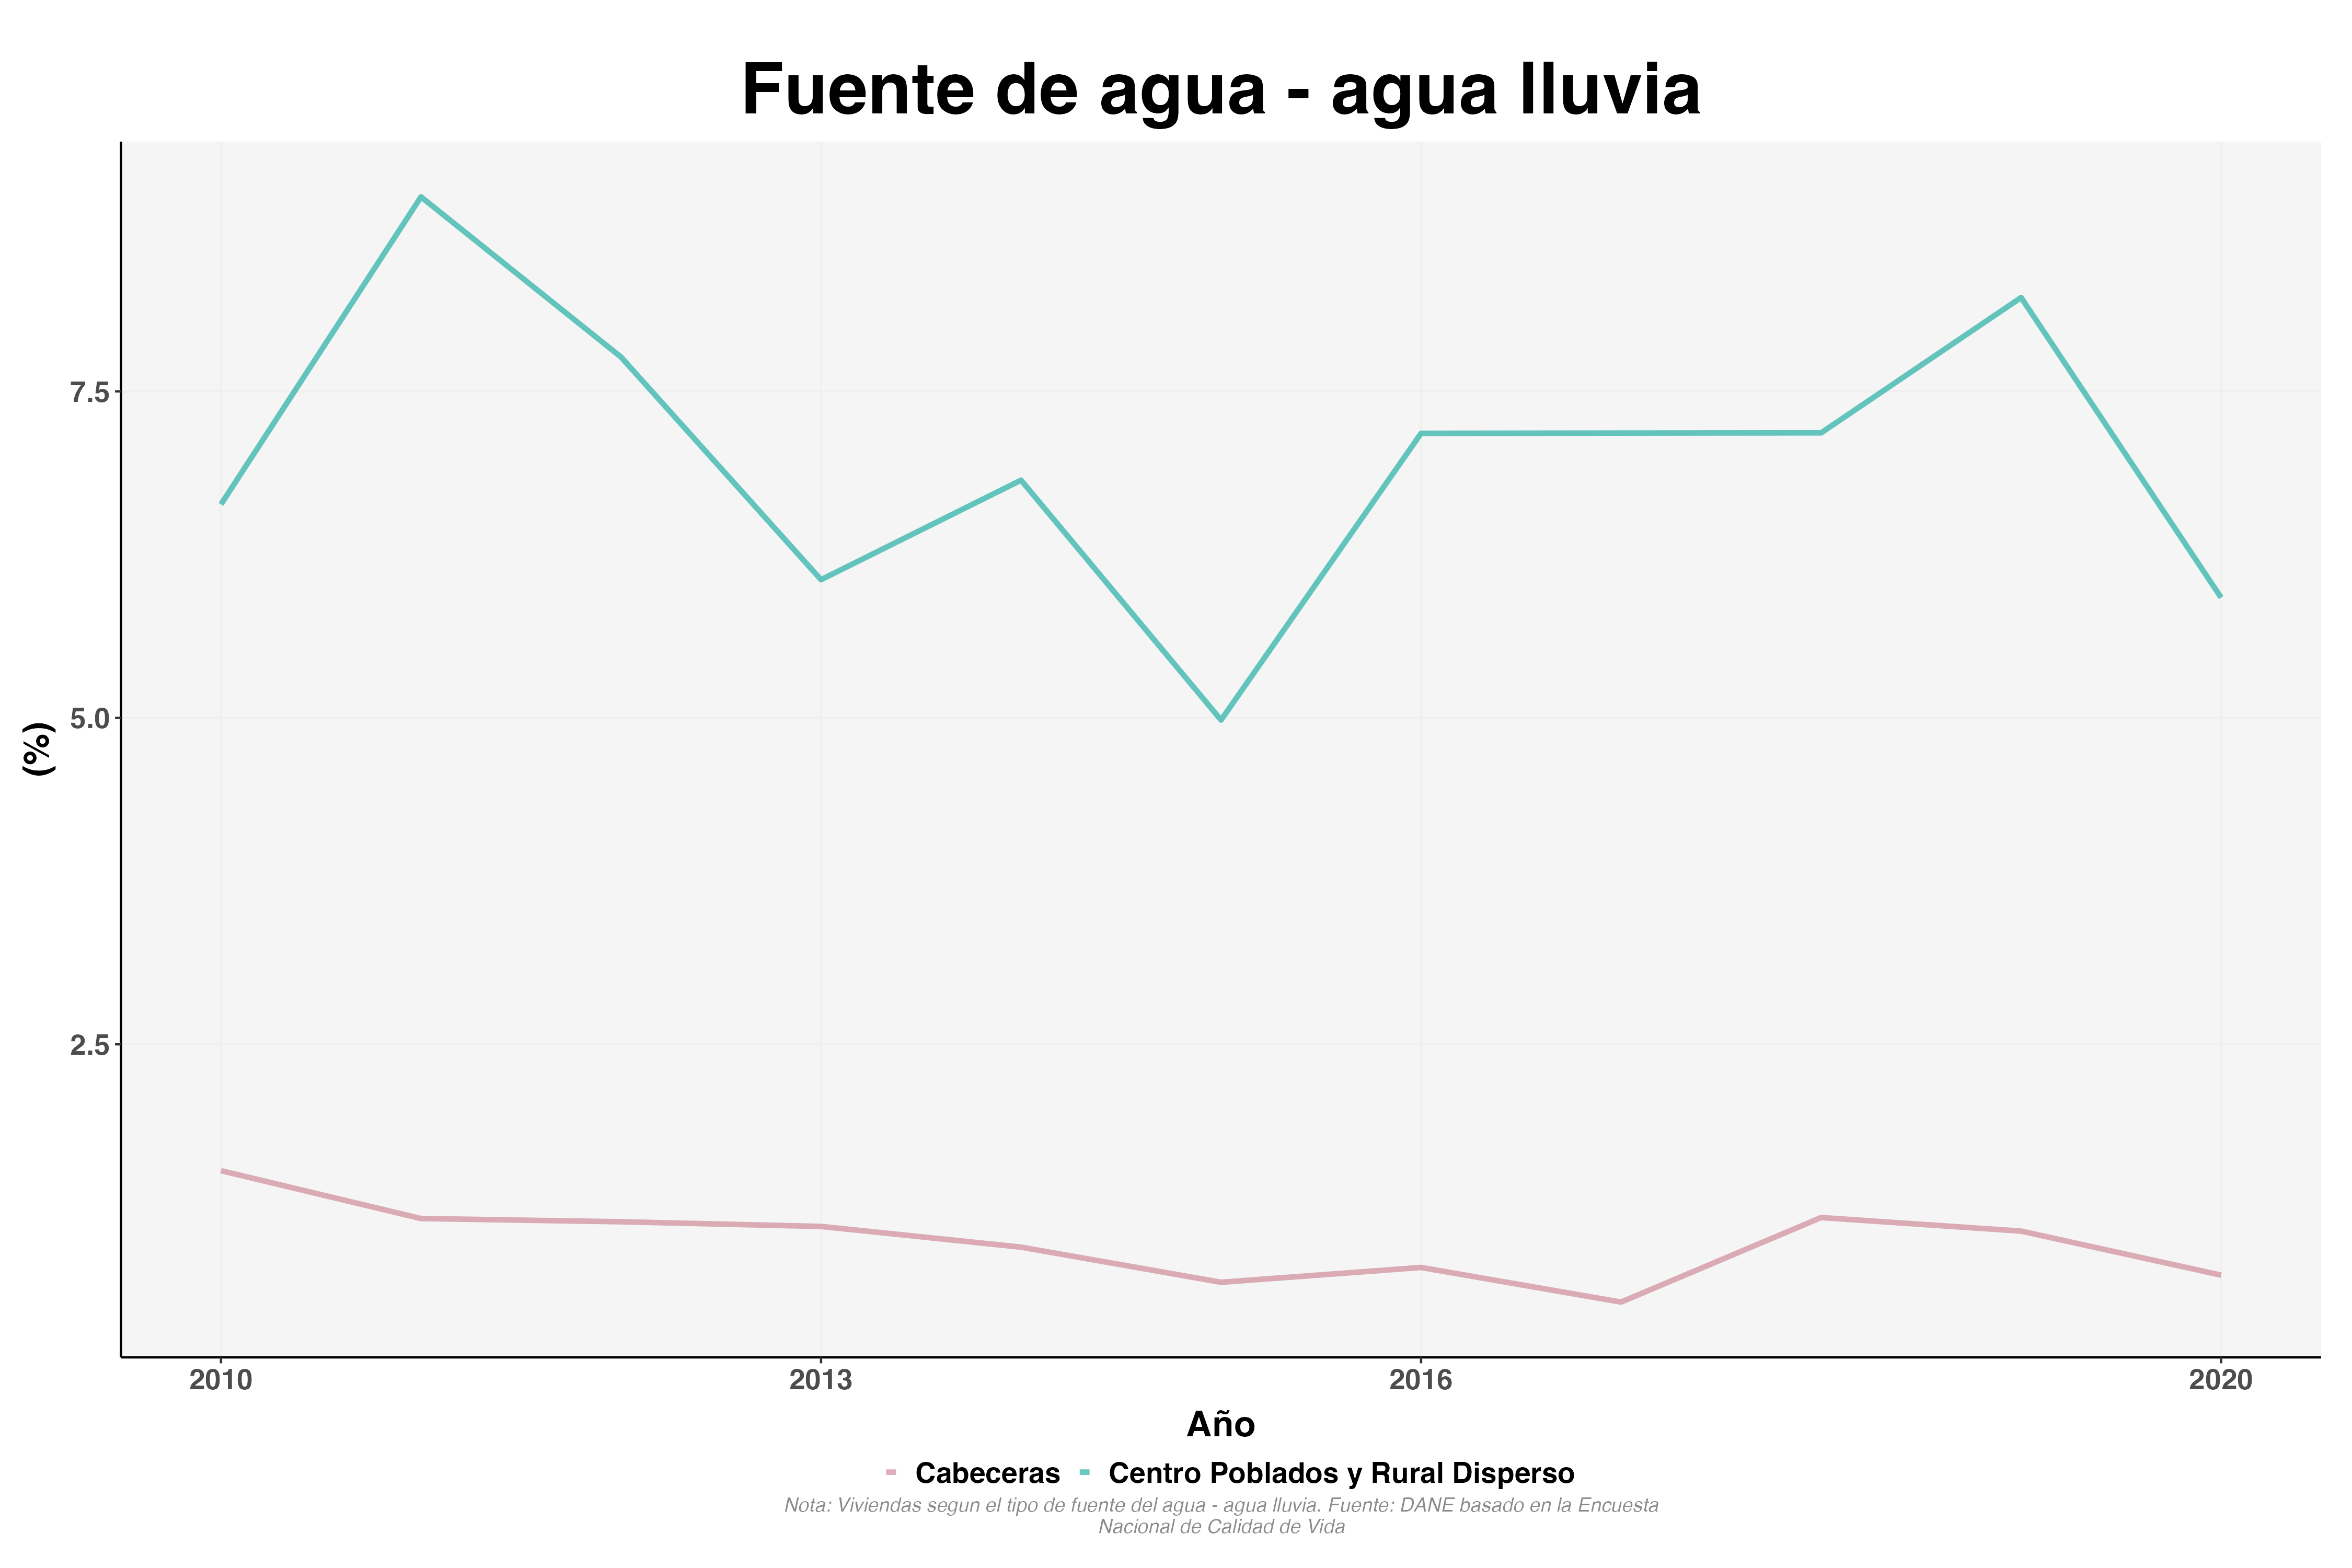 Fuente de agua - agua lluvia
(%)
7.5
5.0
2.5
2010 2013 2016 2020
Año
Cabeceras Centro Poblados y Rural Disperso
Nota: Viviendas segun el tipo de fuente del agua - agua lluvia. Fuente: DANE basado en la Encuesta
Nacional de Calidad de Vida